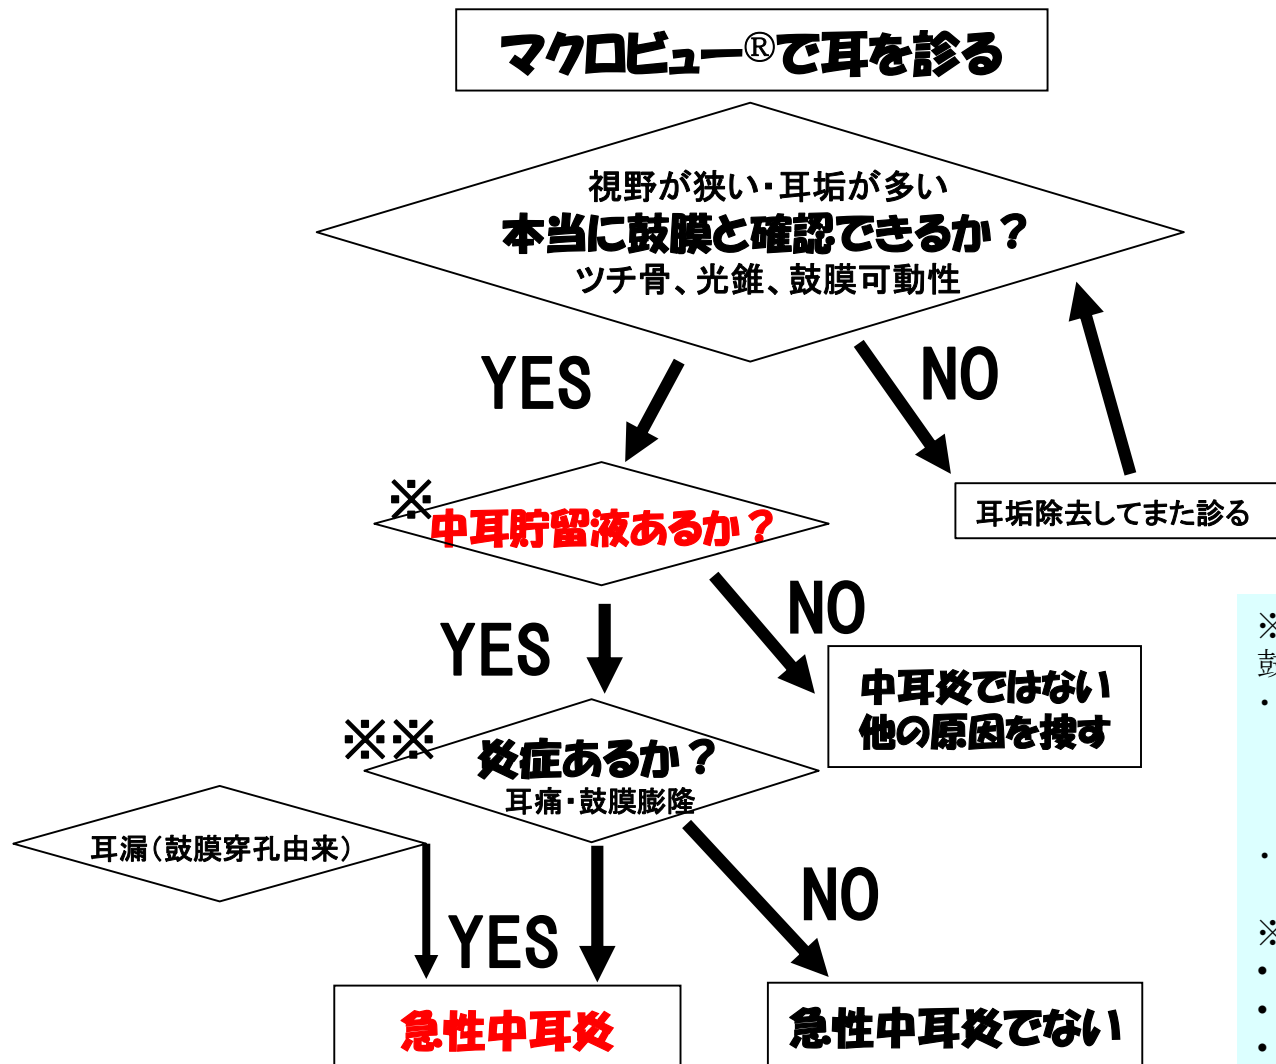 マクロビュー®で耳を診る
視野が狭い・耳垢が多い
本当に鼓膜と確認できるか？
ツチ骨、光錐、鼓膜可動性
YES
NO
※
中耳貯留液あるか？
耳垢除去してまた診る
YES
NO
中耳炎ではない
他の原因を捜す
※※
炎症あるか？
耳痛・鼓膜膨隆
耳漏（鼓膜穿孔由来）
YES
NO
急性中耳炎
急性中耳炎でない
※
鼓
・
・
※
・
・
・